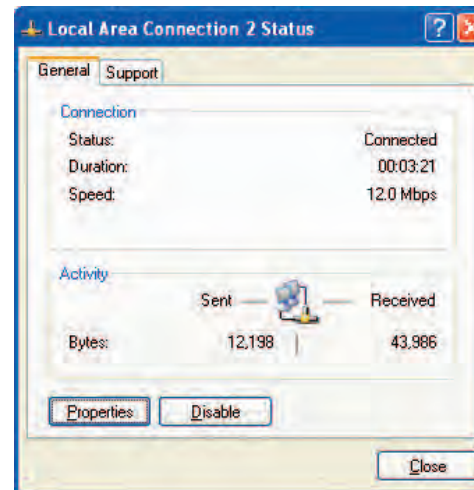 Local Area Connection 2 Status
General Support
Connection
Status: Connected
Duration: 00:03:21
Speed: 12.0 Mbps
Activity
Sent Received
Bytes: 12,198 43,986
Properties Disable
Close